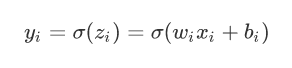 yᵢ = σ(zᵢ) = σ(wᵢxᵢ + bᵢ)